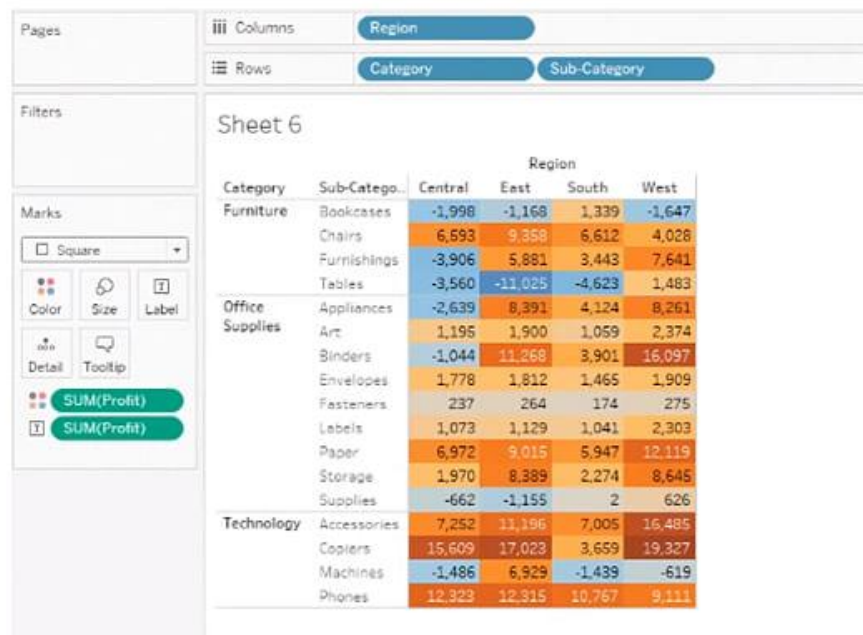 Pages
Columns
Region
Rows
Category Sub-Category
Filters
Sheet 6
Region
Category Sub-Catego.. Central East South West
Marks
Square
Color Size Label
Detail Tooltip
SUM(Profit)
T SUM(Profit)
Furniture Bookcases -1,998 -1,168 1,339 -1,647
Chairs 6,593 9,358 6,612 4,028
Furnishings -3,906 5,881 3,443 7,641
Tables -3,560 -11,025 -4,623 1,483
Office Supplies Appliances -2,639 8,391 4,124 8,261
Art 1,195 1,900 1,059 2,374
Binders -1,044 11,268 3,901 16,097
Envelopes 1,778 1,812 1,465 1,909
Fasteners 237 264 174 275
Labels 1,073 1,129 1,041 2,303
Paper 6,972 9,015 5,947 12,119
Storage 1,970 8,389 2,274 8,645
Supplies -662 -1,155 2 626
Technology Accessories 7,252 11,196 7,005 16,485
Copiers 15,609 17,023 3,659 19,327
Machines -1,486 6,929 -1,439 -619
Phones 12,323 12,315 10,767 9,111